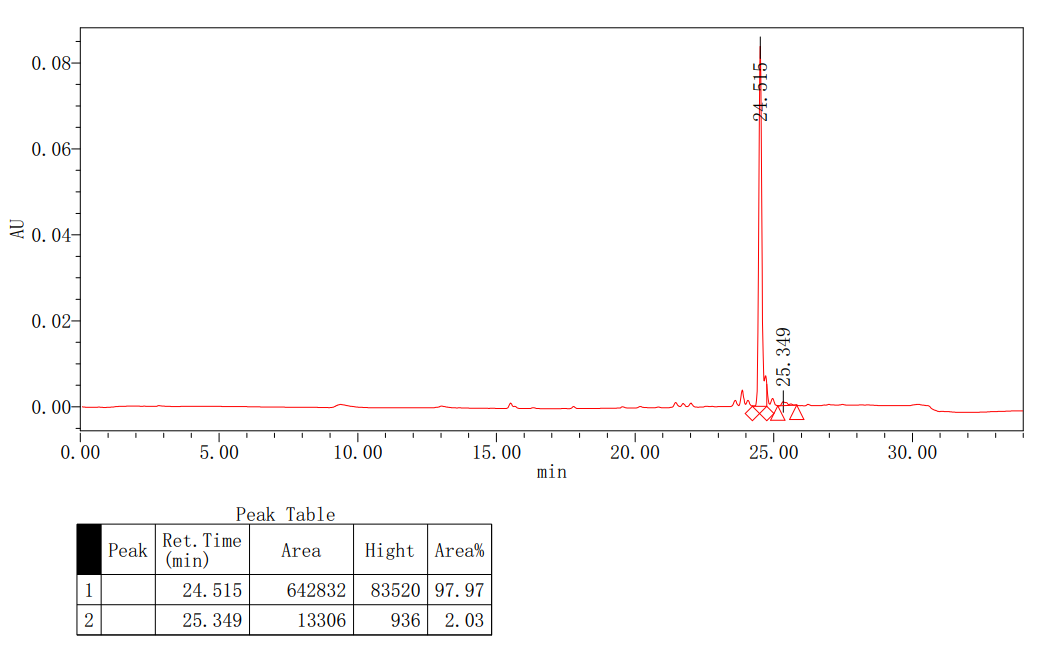 0.08
24.515
0.06
AU
0.04
0.02
25.349
0.00
0.00 5.00 10.00 15.00 20.00 25.00 30.00
min
Peak Table
Peak Ret.Time (min) Area Hight Area%
1 24.515 642832 83520 97.97
2 25.349 13306 936 2.03